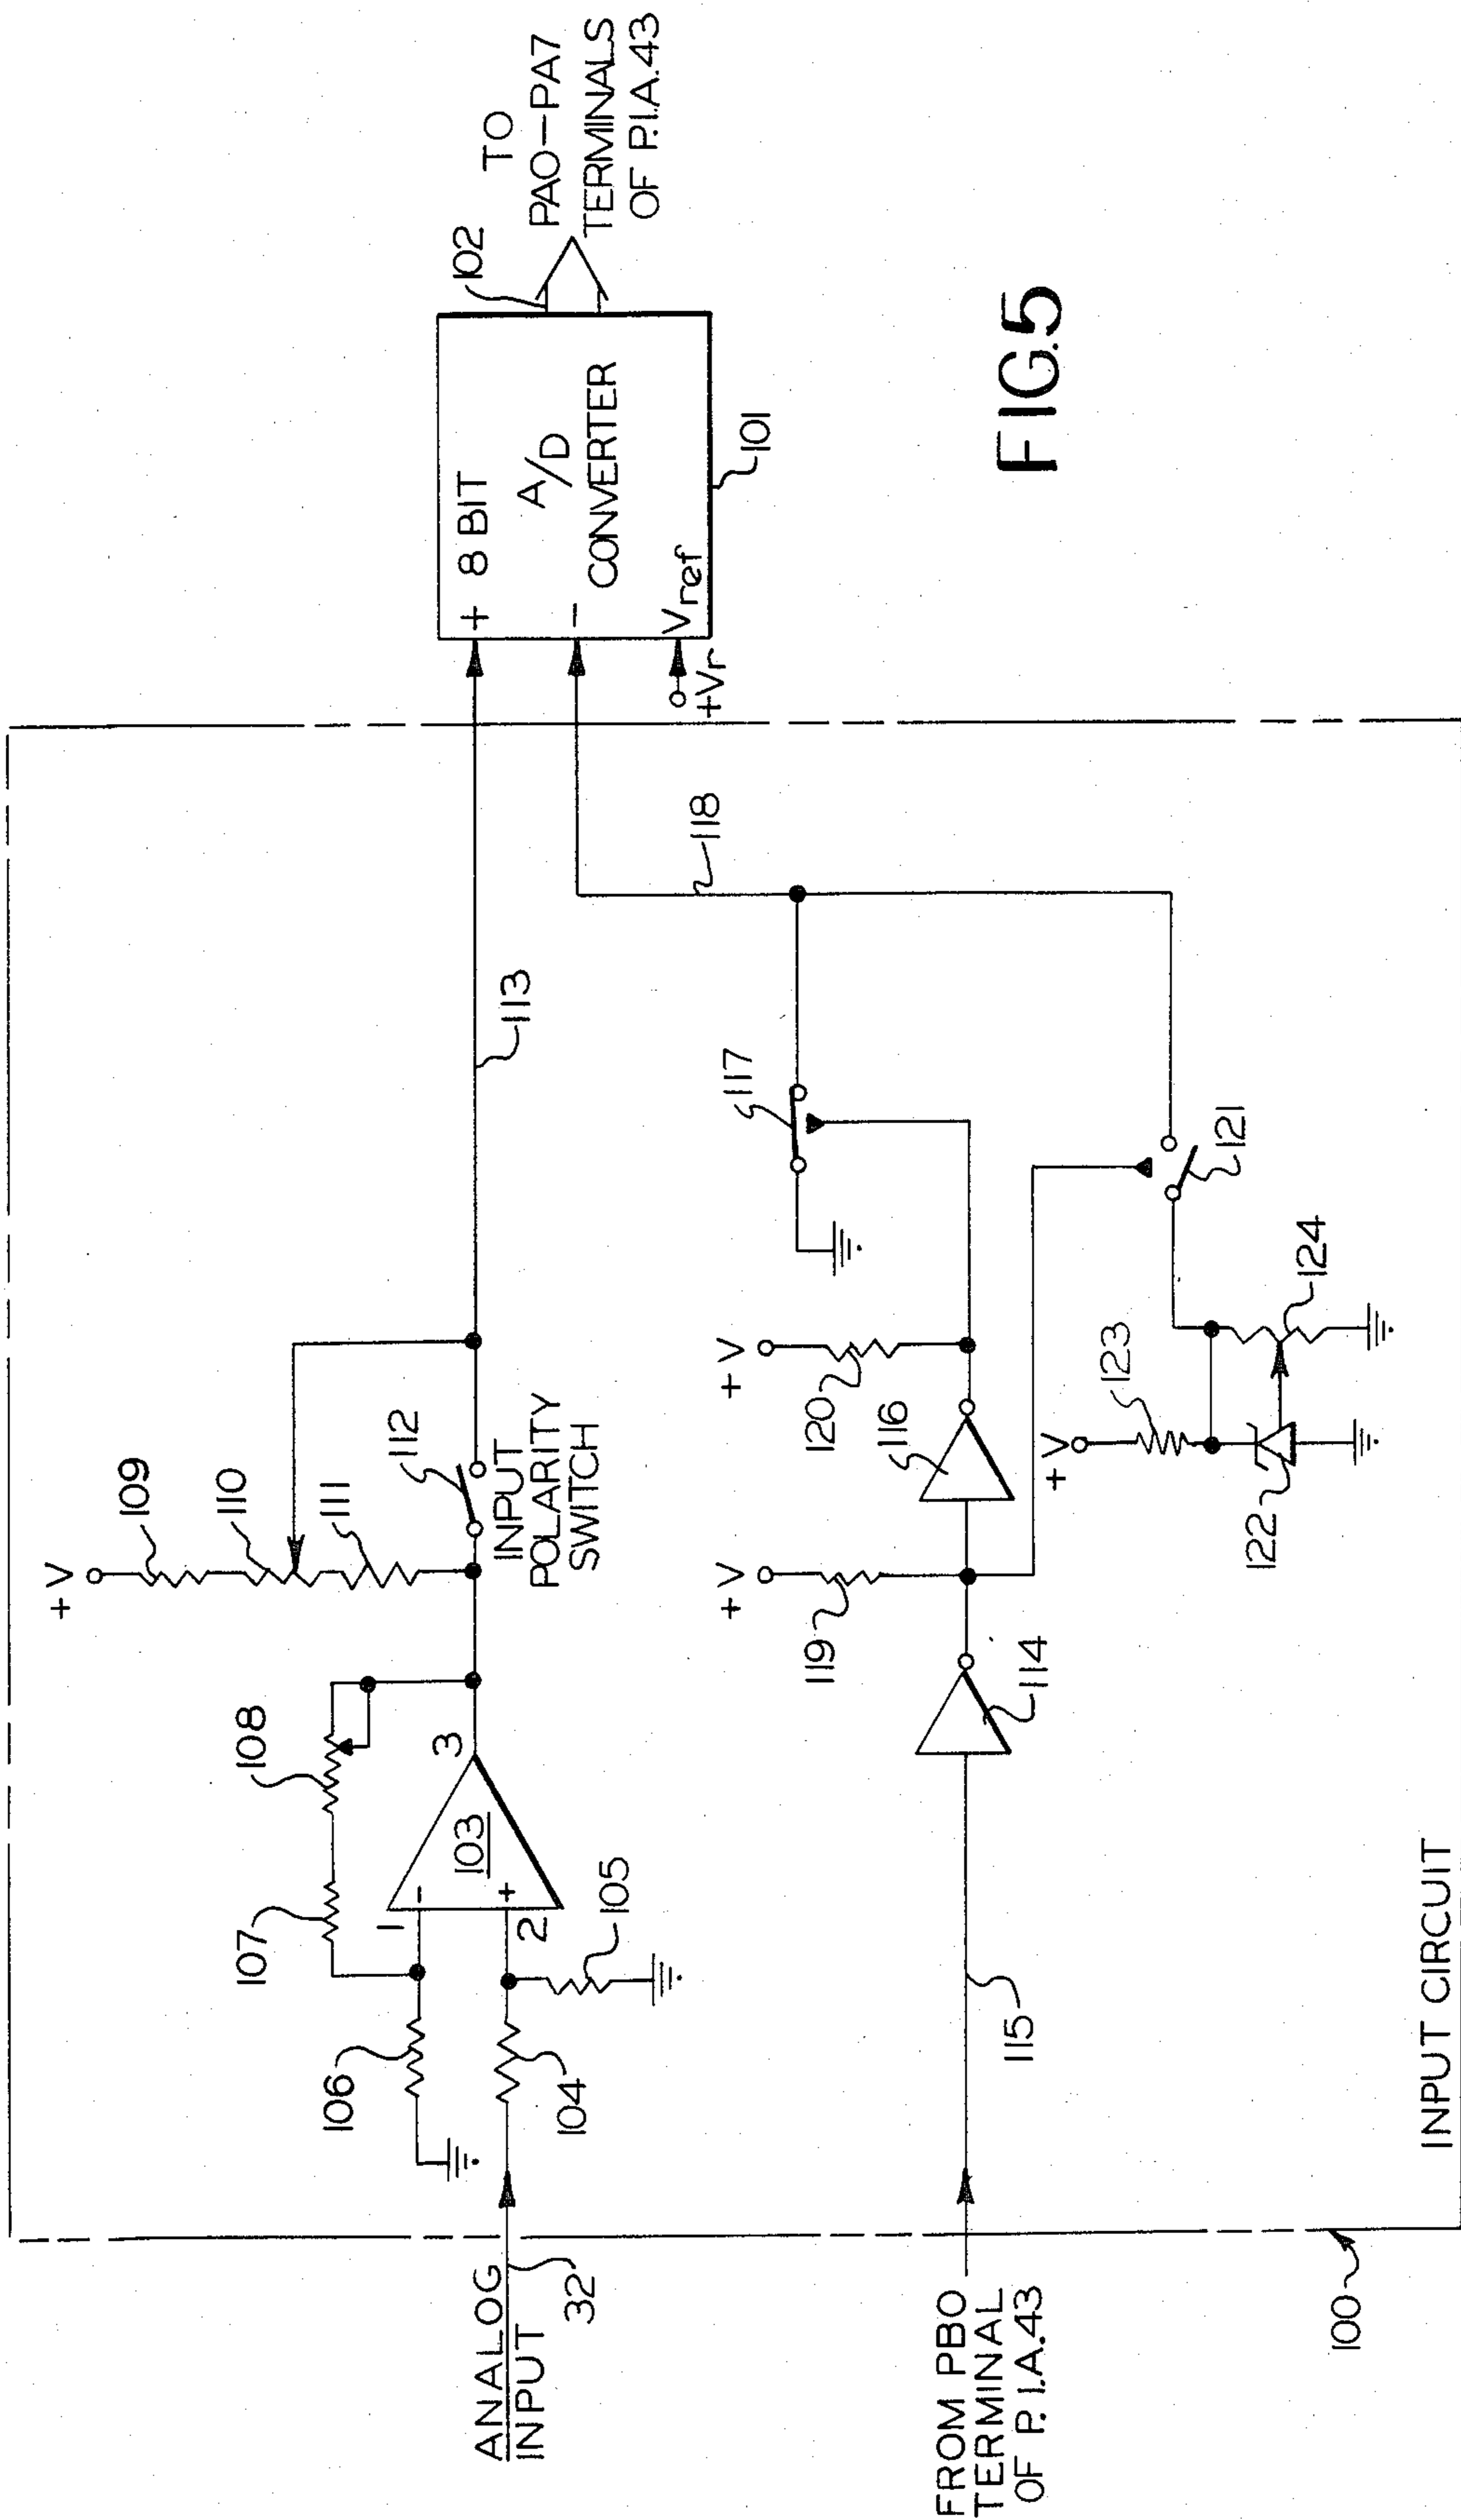 ANALOG
INPUT
32
106
104
107
108
1
2
-
+
103
3
105
+V
109
110
111
112
INPUT
POLARITY
SWITCH
113
+ 8 BIT
A/D
-
CONVERTER
Vref
+Vr
101
102
TO
PA0-PA7
TERMINALS
OF P.I.A.43
FROM PB0
TERMINAL
OF P.I.A.43
115
114
+V
119
116
+V
120
117
118
121
+V
123
122
124
100
INPUT CIRCUIT
FIG.5